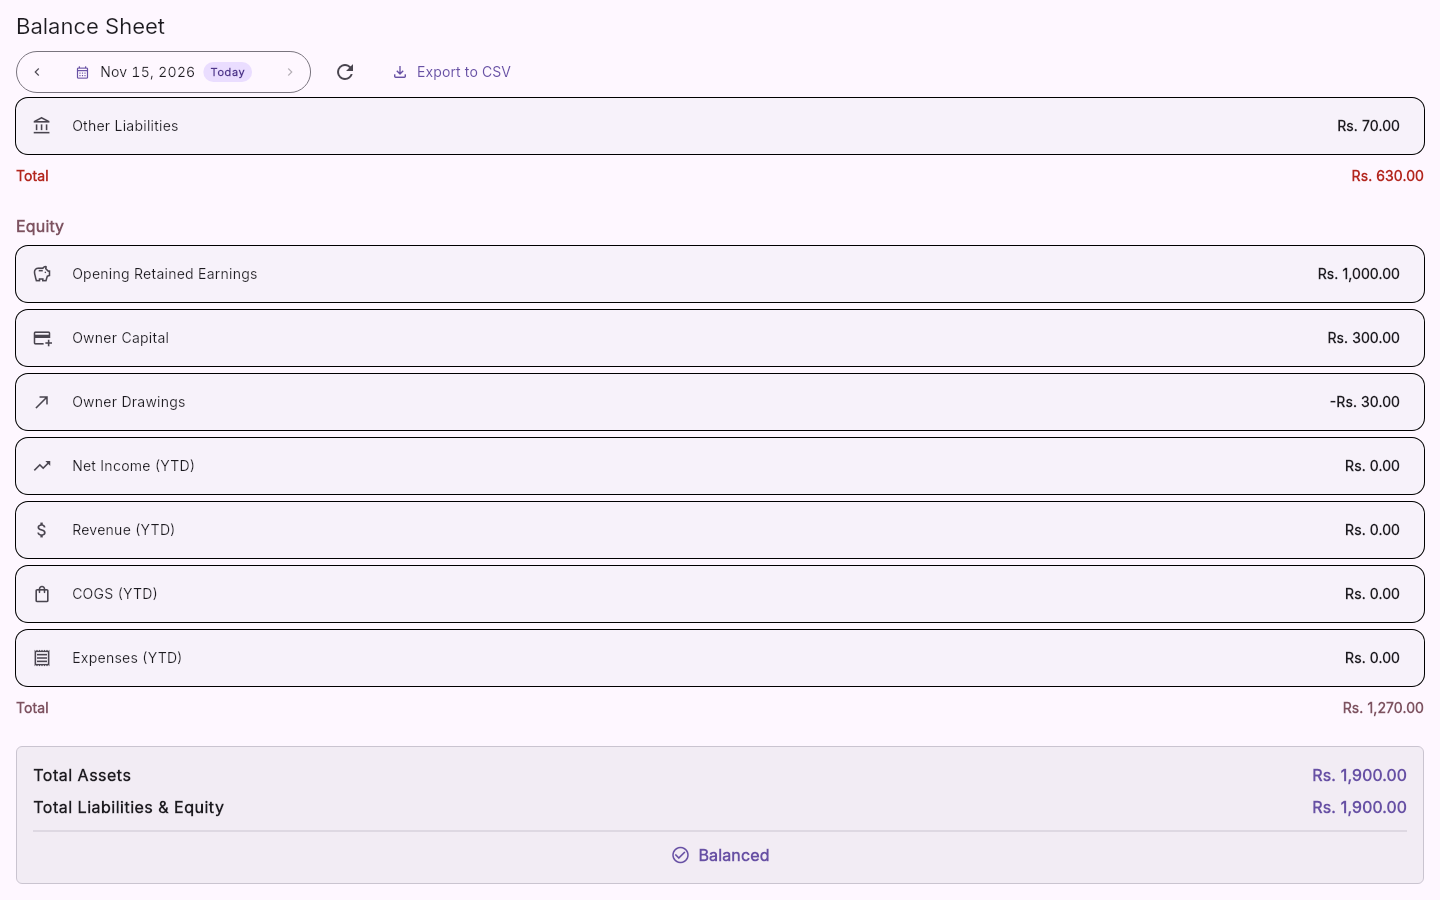 Balance Sheet
Nov 15, 2026 Today
Export to CSV
Other Liabilities Rs. 70.00
Total Rs. 630.00
Equity
Opening Retained Earnings Rs. 1,000.00
Owner Capital Rs. 300.00
Owner Drawings -Rs. 30.00
Net Income (YTD) Rs. 0.00
Revenue (YTD) Rs. 0.00
COGS (YTD) Rs. 0.00
Expenses (YTD) Rs. 0.00
Total Rs. 1,270.00
Total Assets Rs. 1,900.00
Total Liabilities & Equity Rs. 1,900.00
Balanced